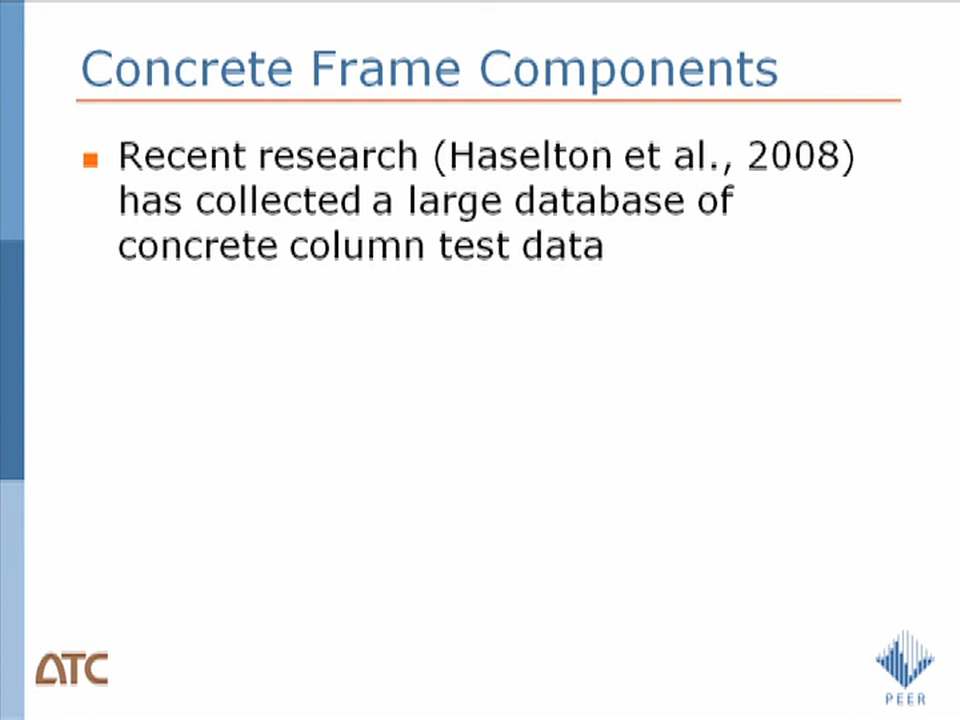 Concrete Frame Components
Recent research (Haselton et al., 2008)
has collected a large database of
concrete column test data
ATC
PEER